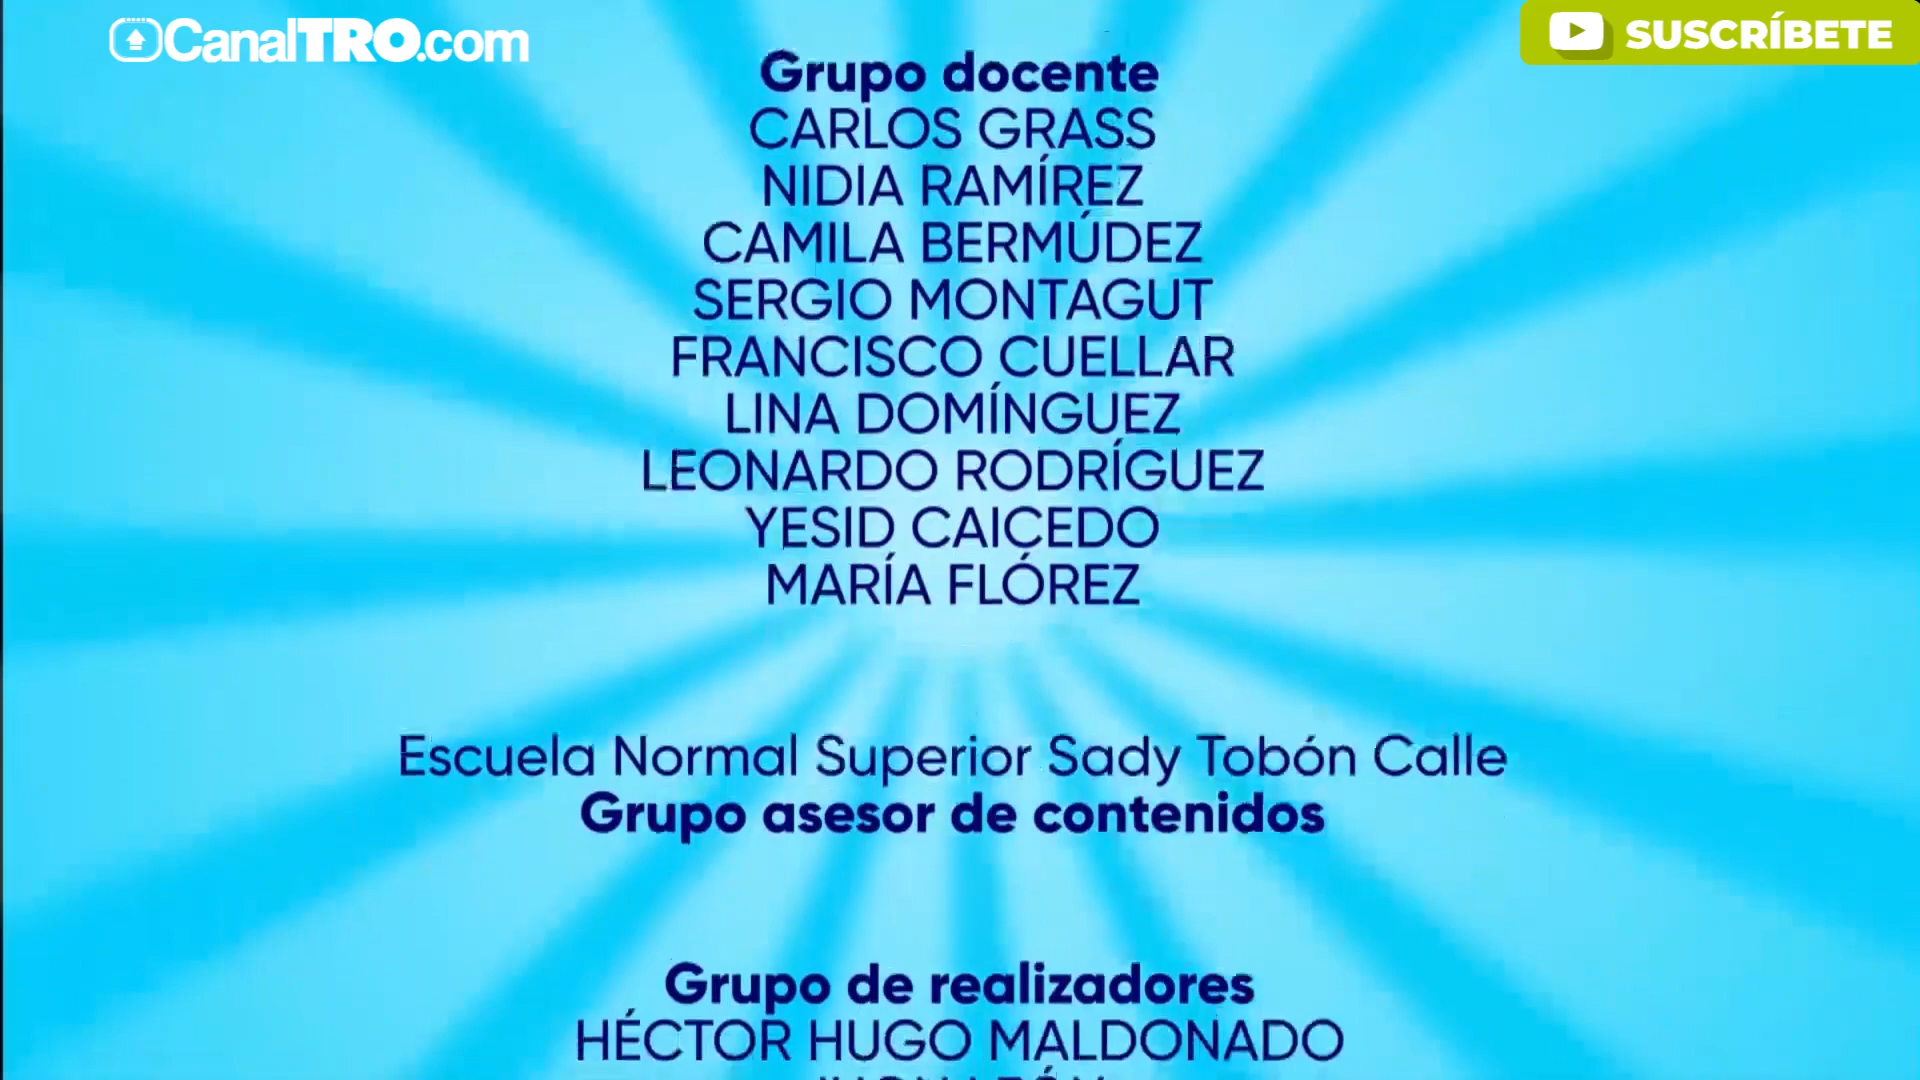 CanalTRO.com
SUSCRÍBETE
Grupo docente
CARLOS GRASS
NIDIA RAMÍREZ
CAMILA BERMÚDEZ
SERGIO MONTAGUT
FRANCISCO CUELLAR
LINA DOMÍNGUEZ
LEONARDO RODRÍGUEZ
YESID CAICEDO
MARÍA FLÓREZ
Escuela Normal Superior Sady Tobón Calle
Grupo asesor de contenidos
Grupo de realizadores
HÉCTOR HUGO MALDONADO